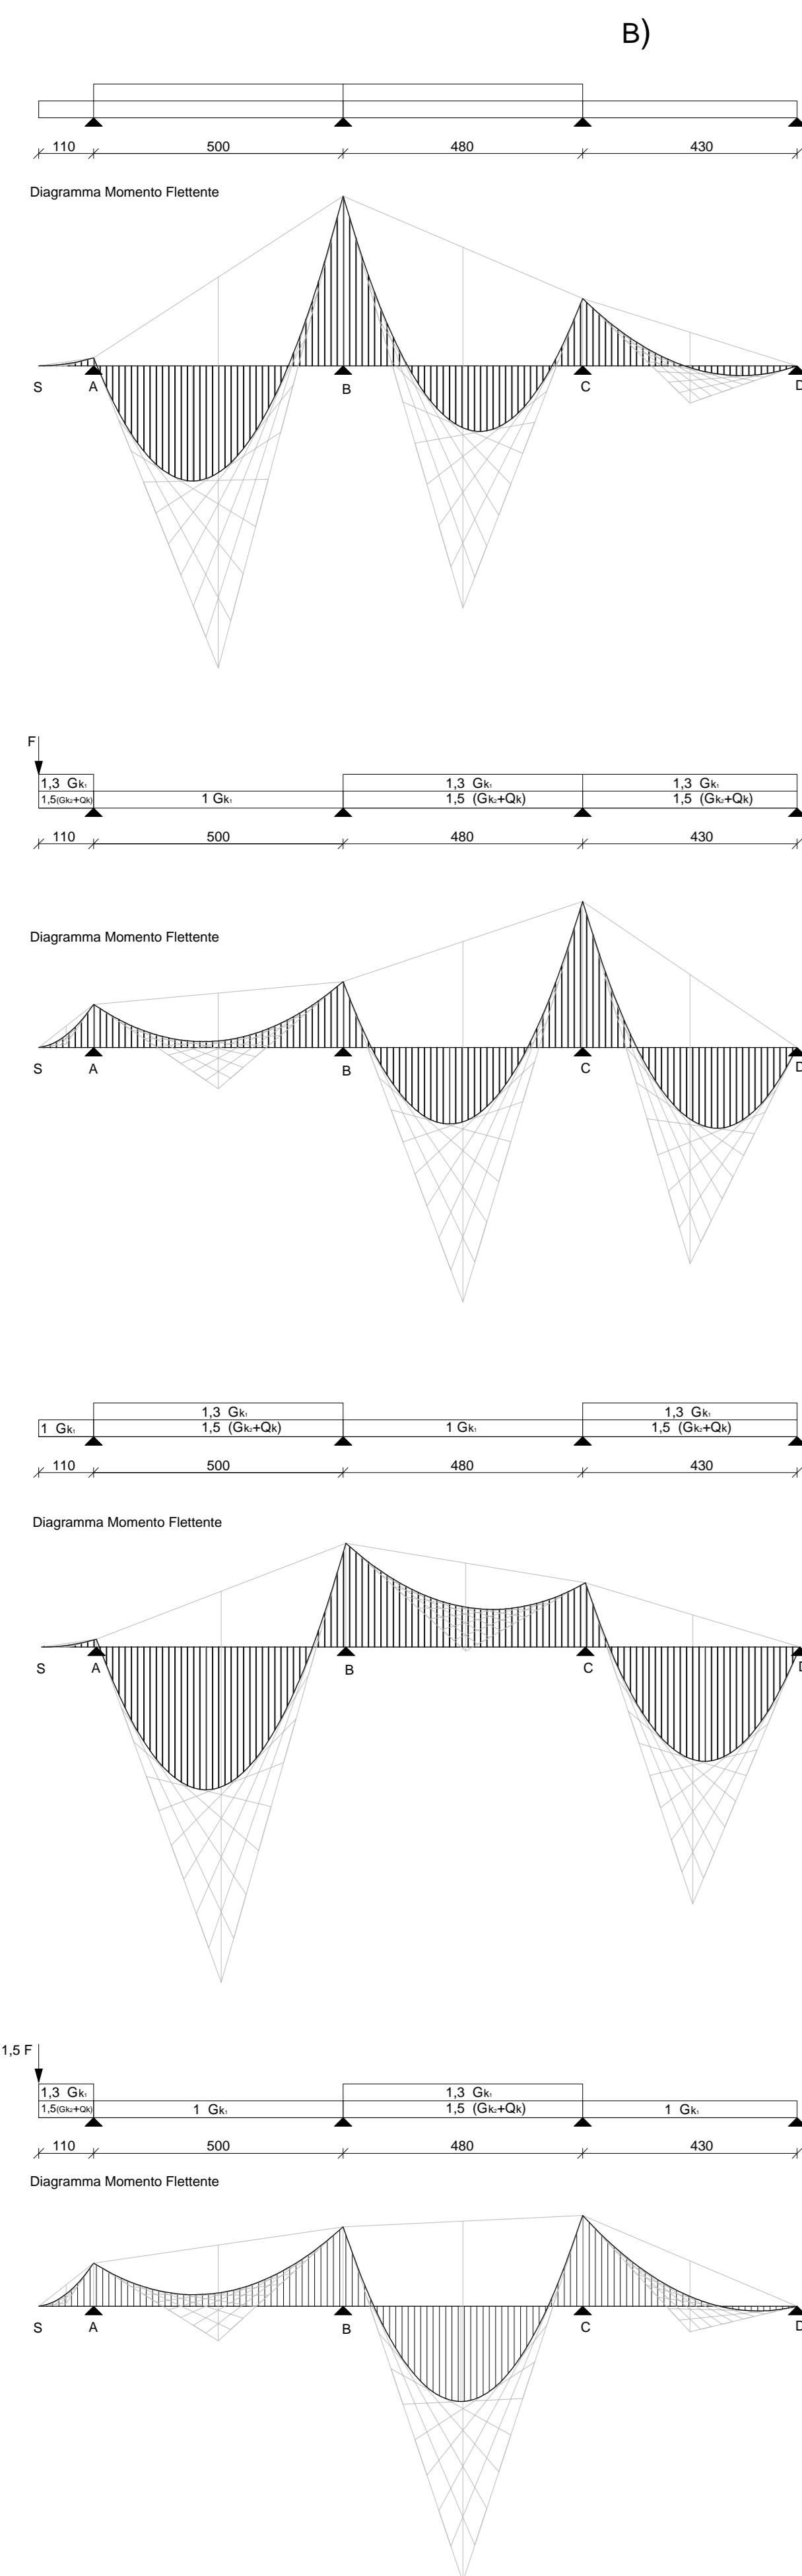 B)
110 500 480 430
Diagramma Momento Flettente
S A B C D
F
1,3 Gk₁ 1,3 Gk₁ 1,3 Gk₁
1,5(Gk₂+Qk) 1 Gk₁ 1,5 (Gk₂+Qk) 1,5 (Gk₂+Qk)
110 500 480 430
Diagramma Momento Flettente
S A B C D
1,3 Gk₁ 1,3 Gk₁
1 Gk₁ 1,5 (Gk₂+Qk) 1 Gk₁ 1,5 (Gk₂+Qk)
110 500 480 430
Diagramma Momento Flettente
S A B C D
1,5 F
1,3 Gk₁ 1,3 Gk₁
1,5(Gk₂+Qk) 1 Gk₁ 1,5 (Gk₂+Qk) 1 Gk₁
110 500 480 430
Diagramma Momento Flettente
S A B C D